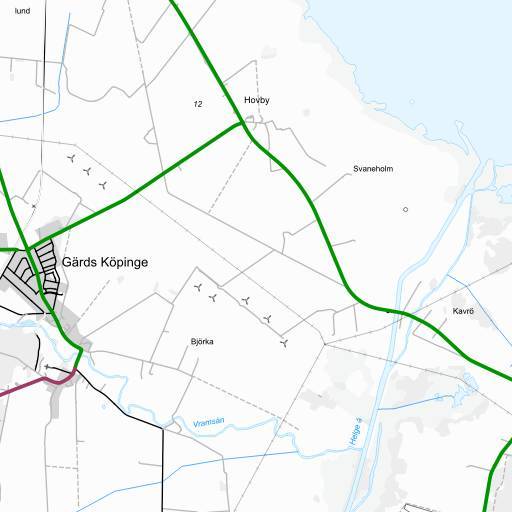 lund
Hovby
12
Svaneholm
Gärds Köpinge
Kavrö
Björka
Vramsån
Helge å